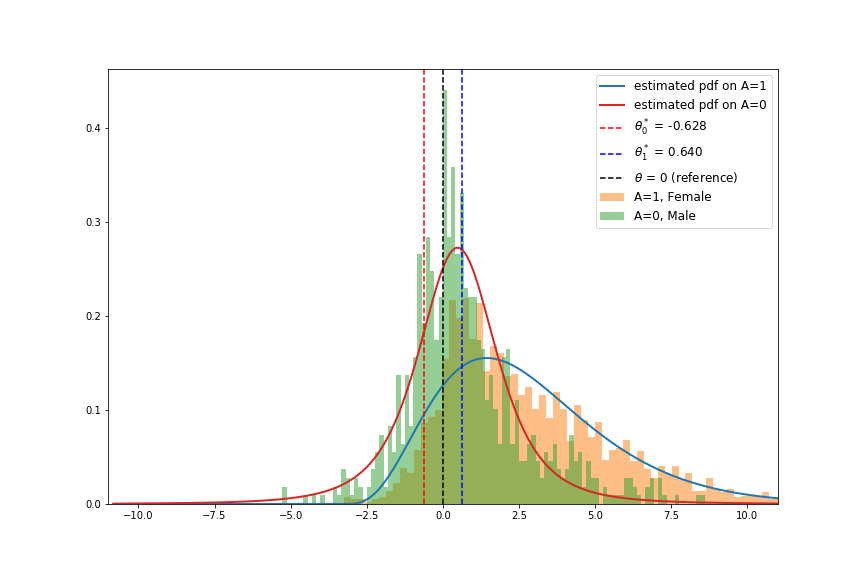 estimated pdf on A=1
estimated pdf on A=0
θ₀* = -0.628
θ₁* = 0.640
θ = 0 (reference)
A=1, Female
A=0, Male
0.4
0.3
0.2
0.1
0.0
−10.0 −7.5 −5.0 −2.5 0.0 2.5 5.0 7.5 10.0